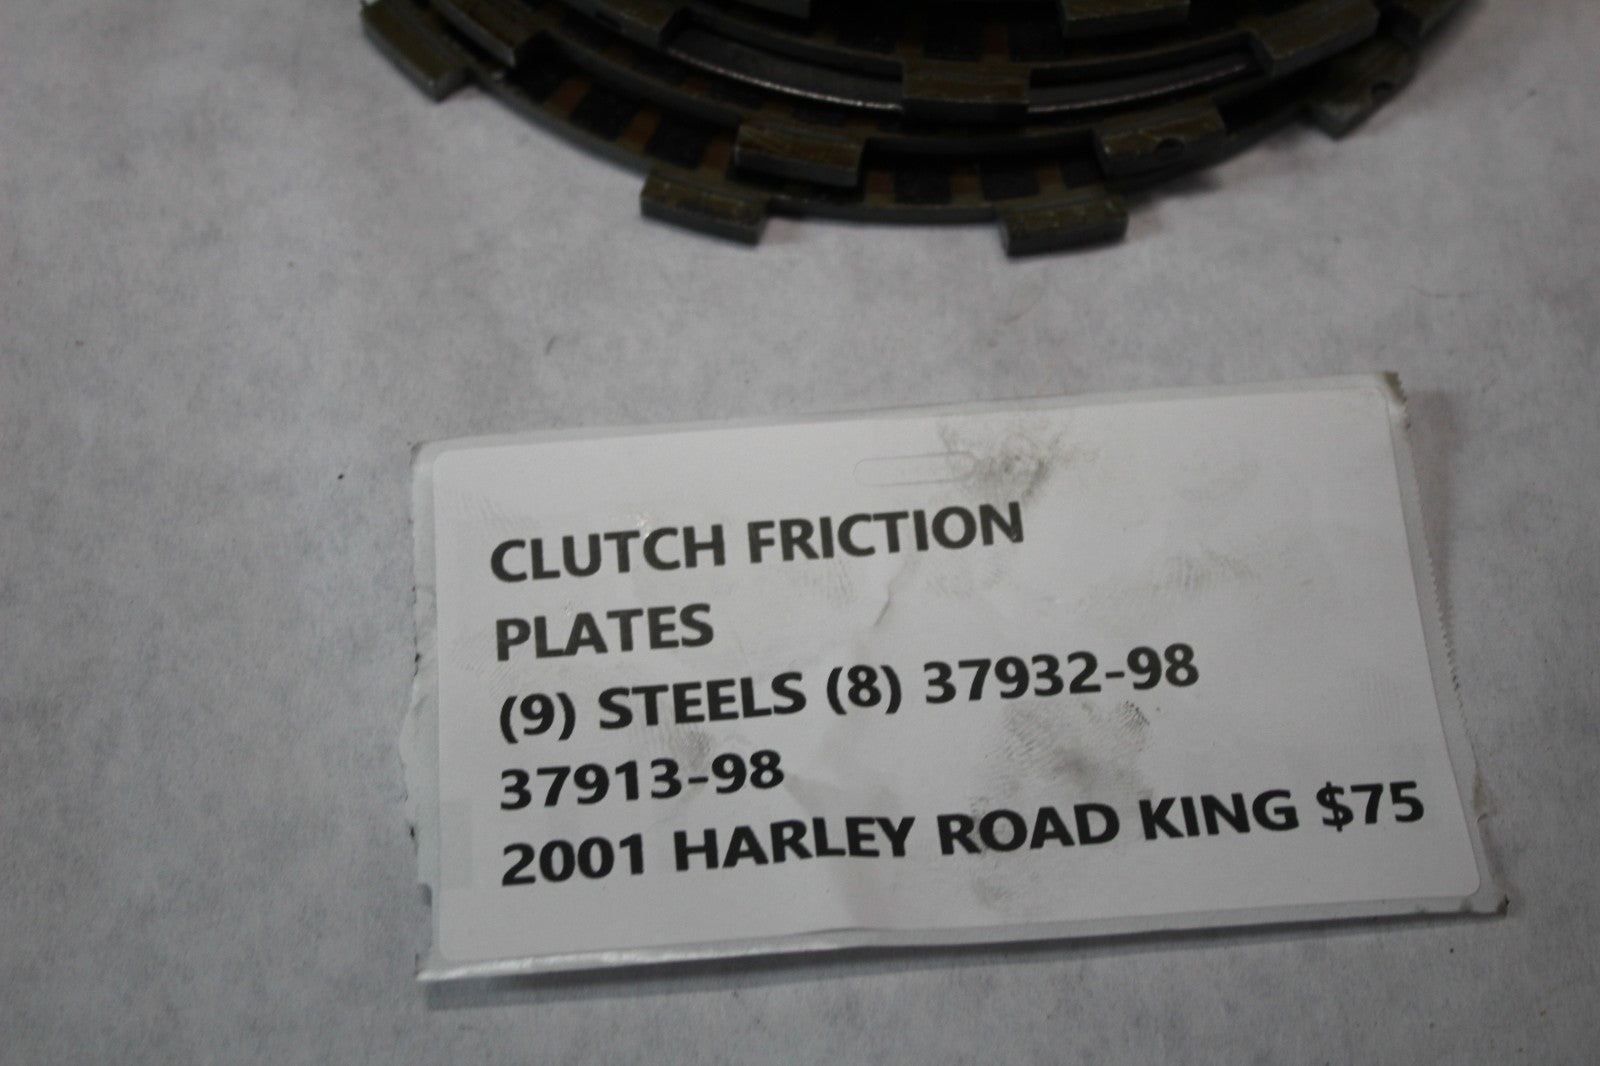 CLUTCH FRICTION
PLATES
(9) STEELS (8) 37932-98
37913-98
2001 HARLEY ROAD KING $75